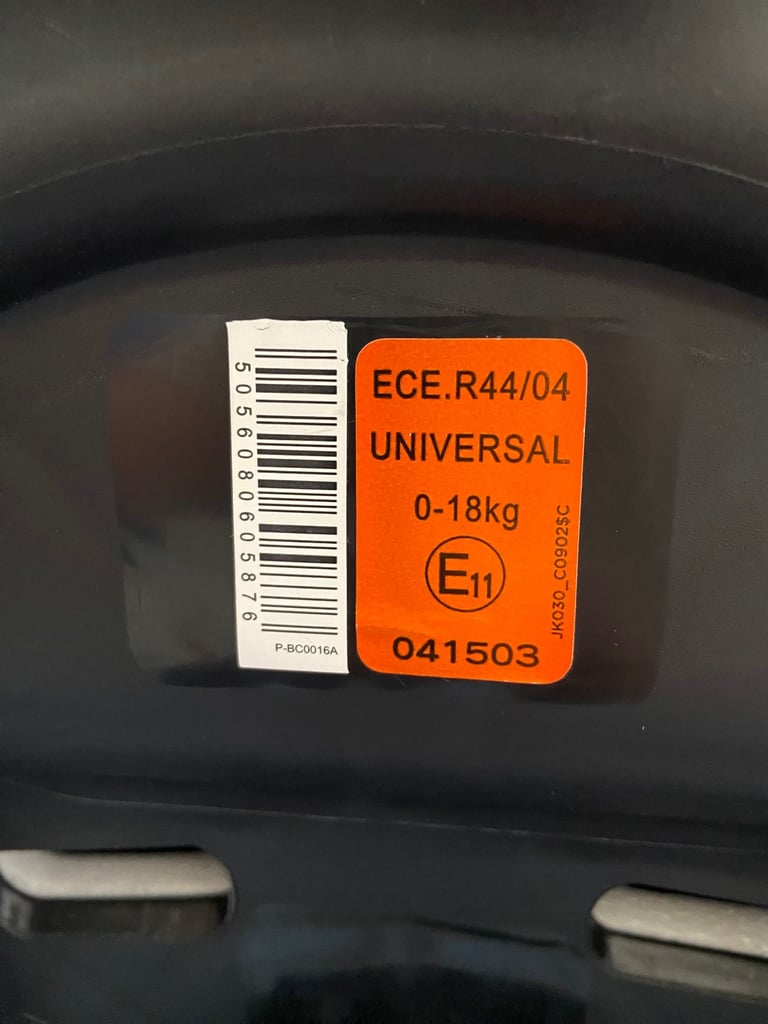 5056080605876
P-BC0016A
ECE.R44/04
UNIVERSAL
0-18kg
E11
041503
JK030_C0902$C